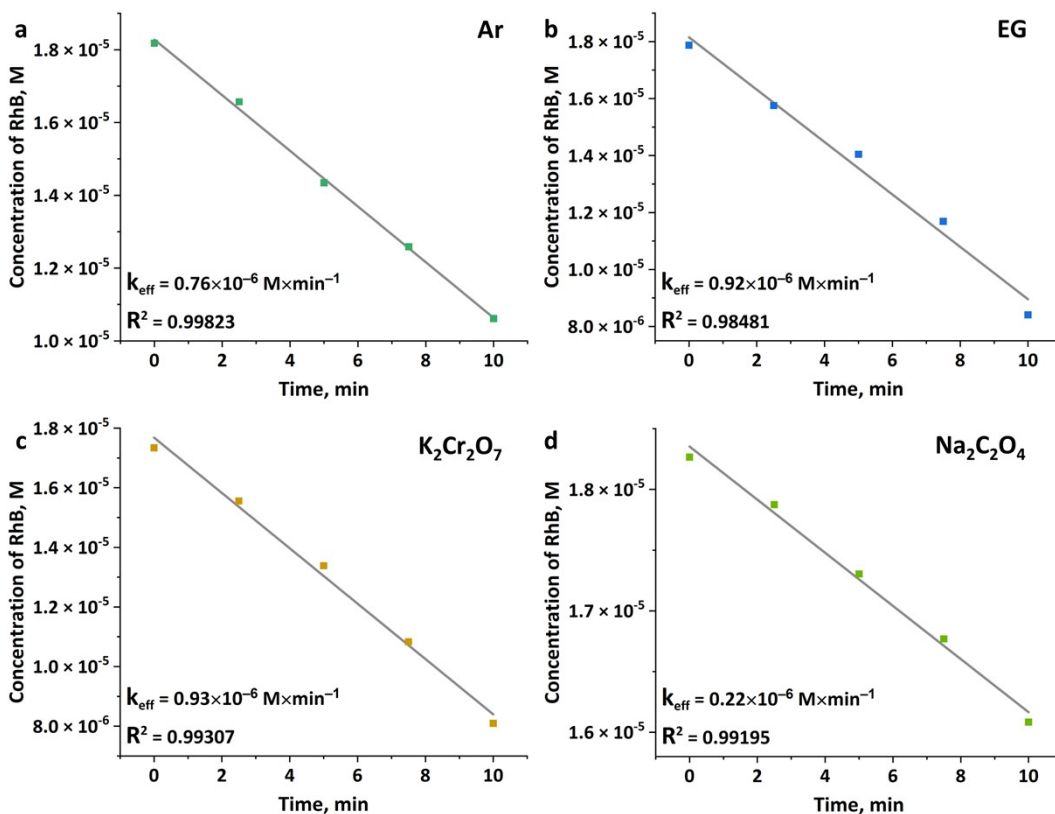 a
Ar
Concentration of RhB, M
1.8 × 10⁻⁵
1.6 × 10⁻⁵
1.4 × 10⁻⁵
1.2 × 10⁻⁵
1.0 × 10⁻⁵
kₑff = 0.76×10⁻⁶ M×min⁻¹
R² = 0.99823
0 2 4 6 8 10
Time, min
b
EG
Concentration of RhB, M
1.8 × 10⁻⁵
1.6 × 10⁻⁵
1.4 × 10⁻⁵
1.2 × 10⁻⁵
1.0 × 10⁻⁵
8.0 × 10⁻⁶
kₑff = 0.92×10⁻⁶ M×min⁻¹
R² = 0.98481
0 2 4 6 8 10
Time, min
c
K₂Cr₂O₇
Concentration of RhB, M
1.8 × 10⁻⁵
1.6 × 10⁻⁵
1.4 × 10⁻⁵
1.2 × 10⁻⁵
1.0 × 10⁻⁵
8.0 × 10⁻⁶
kₑff = 0.93×10⁻⁶ M×min⁻¹
R² = 0.99307
0 2 4 6 8 10
Time, min
d
Na₂C₂O₄
Concentration of RhB, M
1.8 × 10⁻⁵
1.7 × 10⁻⁵
1.6 × 10⁻⁵
kₑff = 0.22×10⁻⁶ M×min⁻¹
R² = 0.99195
0 2 4 6 8 10
Time, min